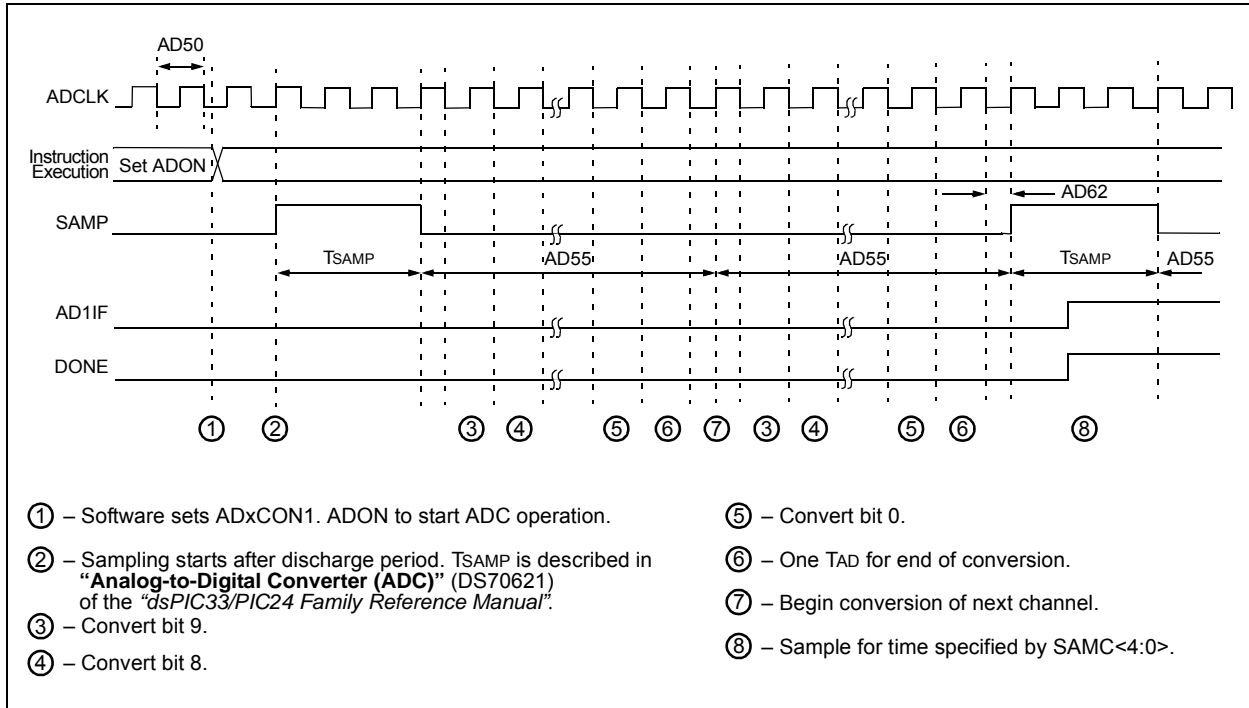 AD50
ADCLK
Instruction
Execution
Set ADON
AD62
SAMP
TSAMP
AD55
AD55
TSAMP
AD55
AD1IF
DONE
1 2 3 4 5 6 7 3 4 5 6 8
1 – Software sets ADxCON1. ADON to start ADC operation.
2 – Sampling starts after discharge period. TSAMP is described in
“Analog-to-Digital Converter (ADC)” (DS70621)
of the “dsPIC33/PIC24 Family Reference Manual”.
3 – Convert bit 9.
4 – Convert bit 8.
5 – Convert bit 0.
6 – One TAD for end of conversion.
7 – Begin conversion of next channel.
8 – Sample for time specified by SAMC<4:0>.